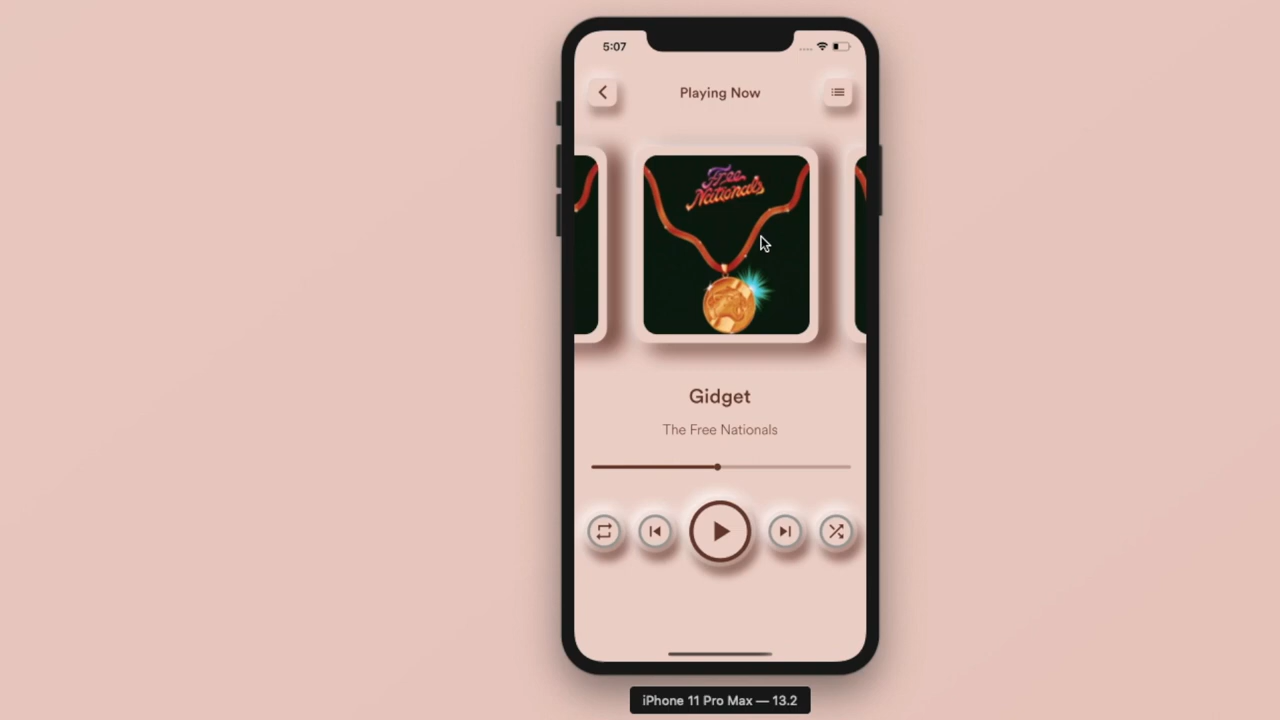 5:07
Playing Now
Free
Nationals
Gidget
The Free Nationals
iPhone 11 Pro Max — 13.2